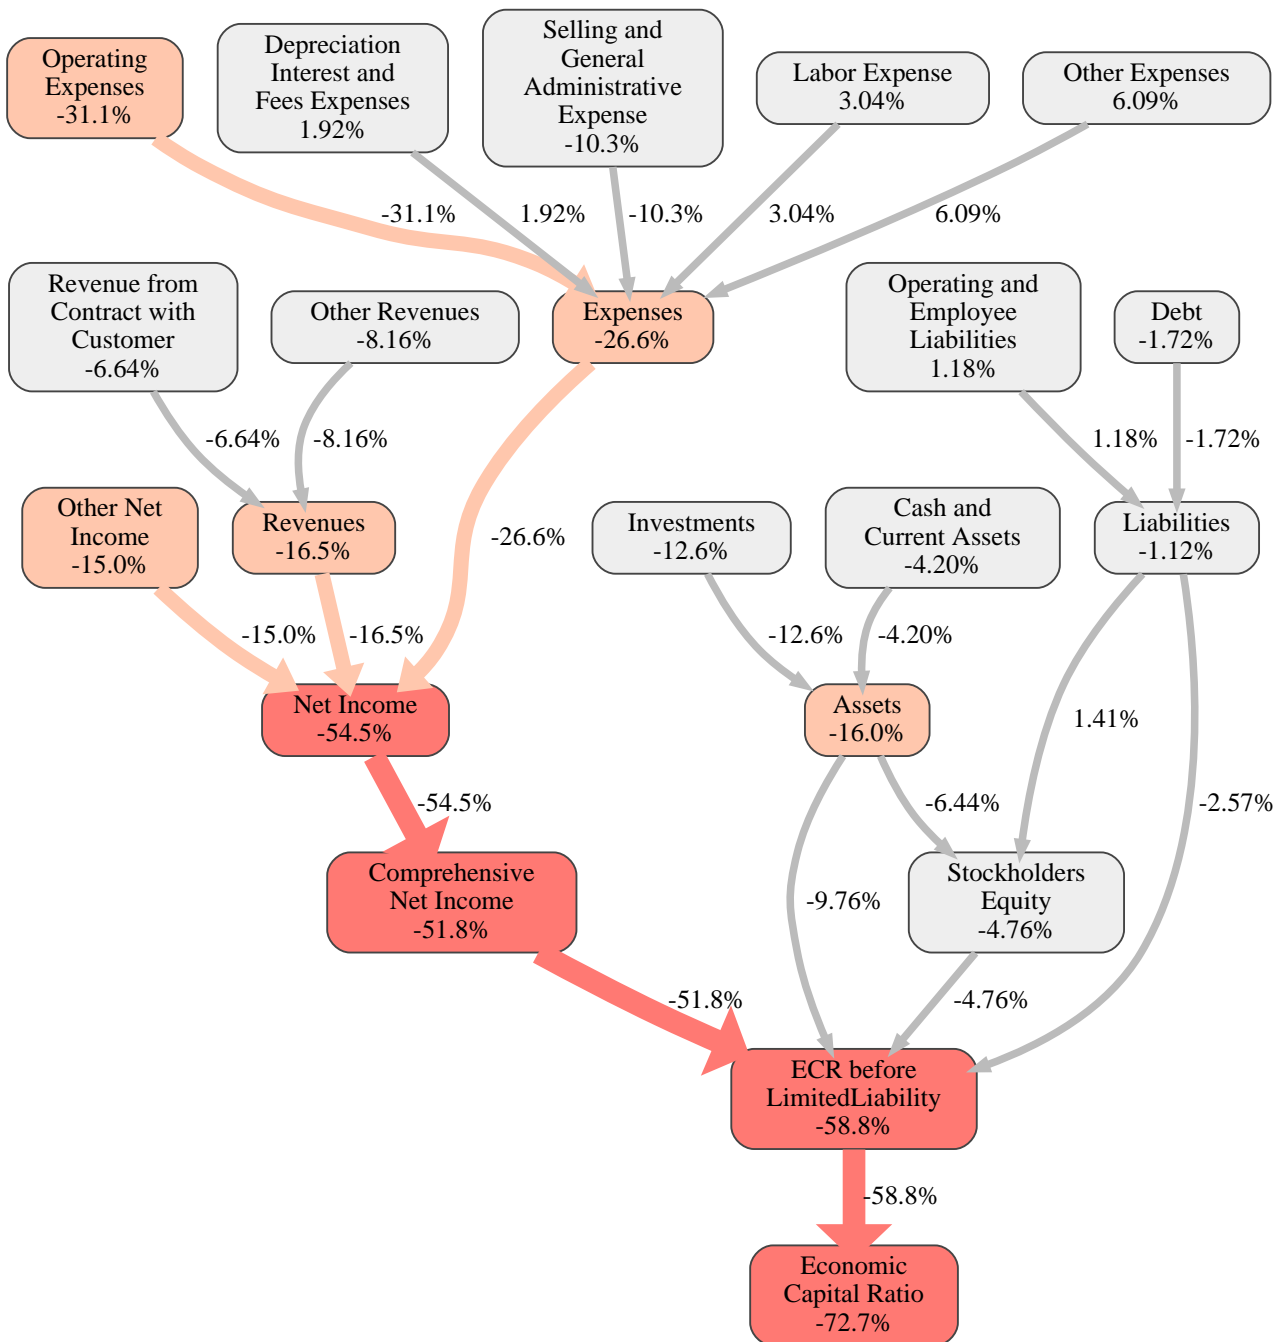 Operating
Expenses
-31.1%
Depreciation
Interest and
Fees Expenses
1.92%
Selling and
General
Administrative
Expense
-10.3%
Labor Expense
3.04%
Other Expenses
6.09%
-31.1%
1.92%
-10.3%
3.04%
6.09%
Revenue from
Contract with
Customer
-6.64%
Other Revenues
-8.16%
Expenses
-26.6%
Operating and
Employee
Liabilities
1.18%
Debt
-1.72%
-6.64%
-8.16%
1.18%
-1.72%
Other Net
Income
-15.0%
Revenues
-16.5%
-26.6%
Investments
-12.6%
Cash and
Current Assets
-4.20%
Liabilities
-1.12%
-15.0%
-16.5%
-12.6%
-4.20%
Net Income
-54.5%
Assets
-16.0%
1.41%
-54.5%
-6.44%
-2.57%
Comprehensive
Net Income
-51.8%
-9.76%
Stockholders
Equity
-4.76%
-51.8%
-4.76%
ECR before
LimitedLiability
-58.8%
-58.8%
Economic
Capital Ratio
-72.7%